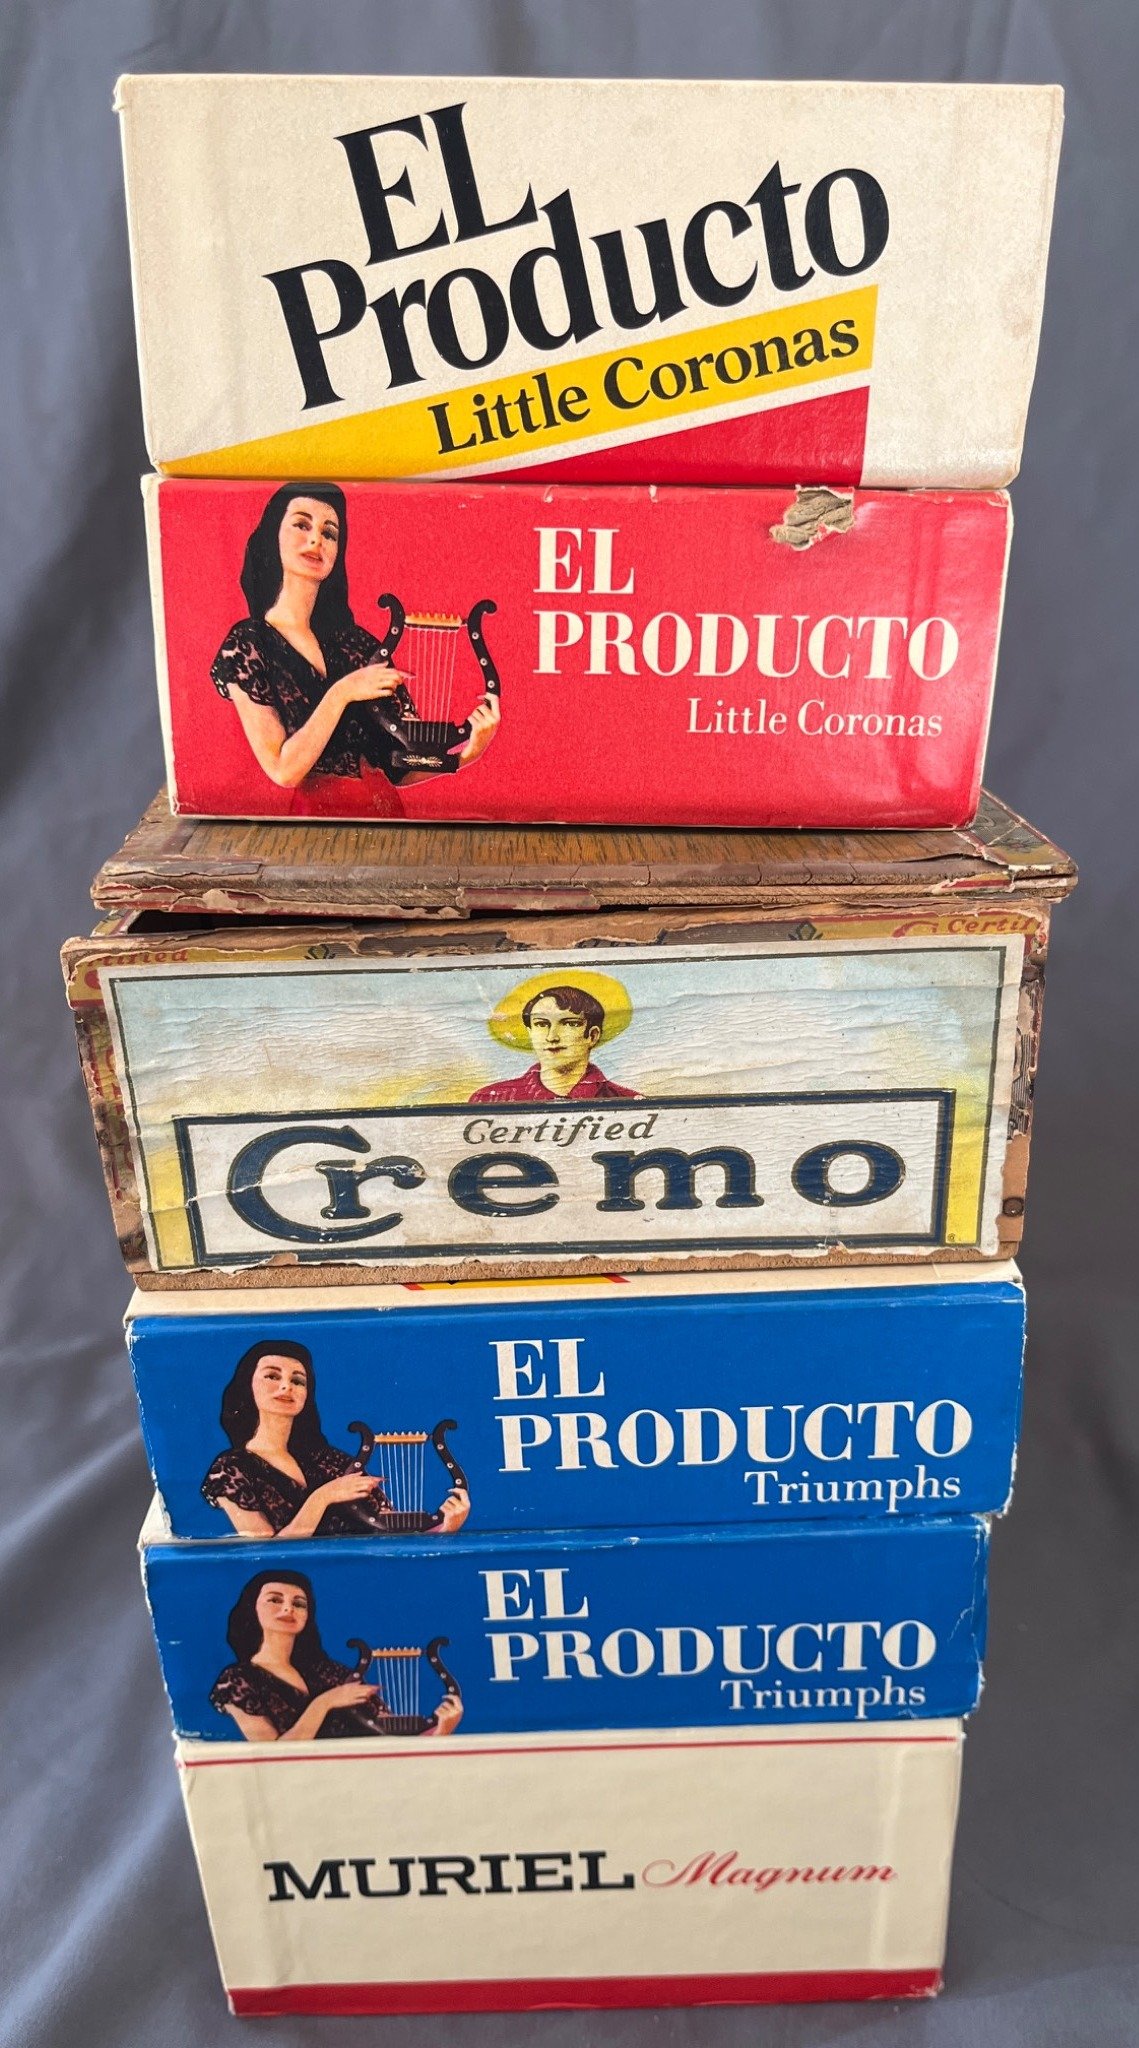 EL
Producto
Little Coronas
EL
PRODUCTO
Little Coronas
Certified
Certified
Cremo
EL
PRODUCTO
Triumphs
EL
PRODUCTO
Triumphs
MURIEL Magnum